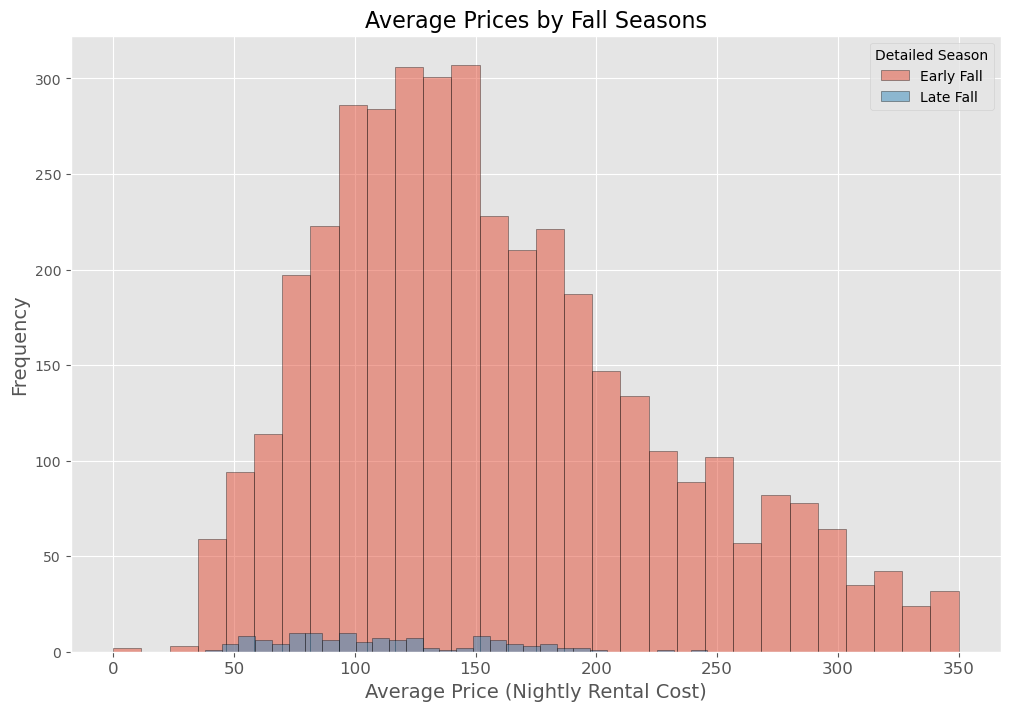 Average Prices by Fall Seasons
Detailed Season
Early Fall
Late Fall
300
250
200
150
100
50
0
Frequency
0 50 100 150 200 250 300 350
Average Price (Nightly Rental Cost)